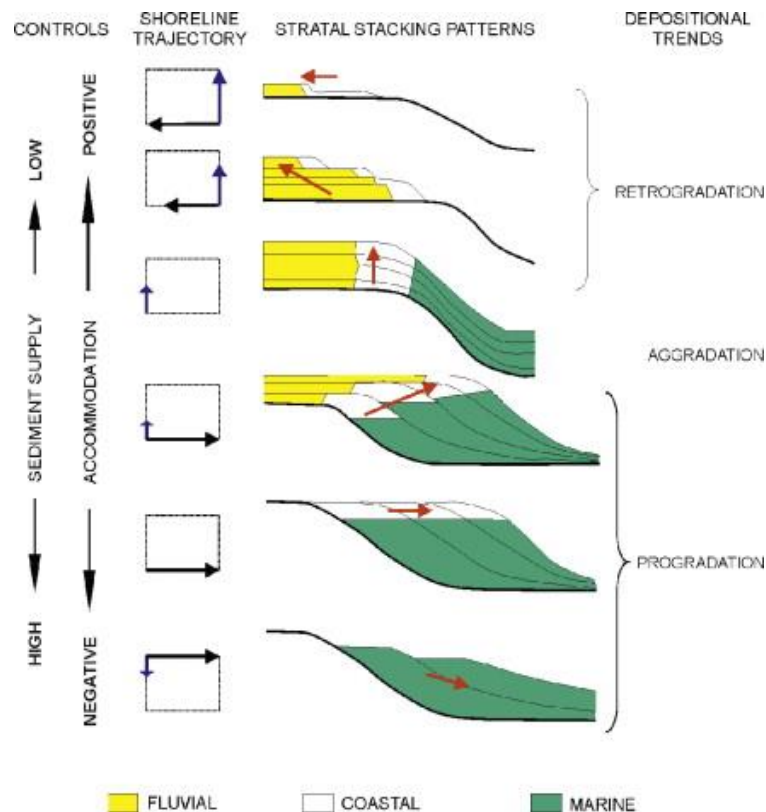 CONTROLS
SHORELINE
TRAJECTORY
STRATAL STACKING PATTERNS
DEPOSITIONAL
TRENDS
LOW
POSITIVE
SEDIMENT SUPPLY
ACCOMMODATION
HIGH
NEGATIVE
RETROGRADATION
AGGRADATION
PROGRADATION
FLUVIAL
COASTAL
MARINE